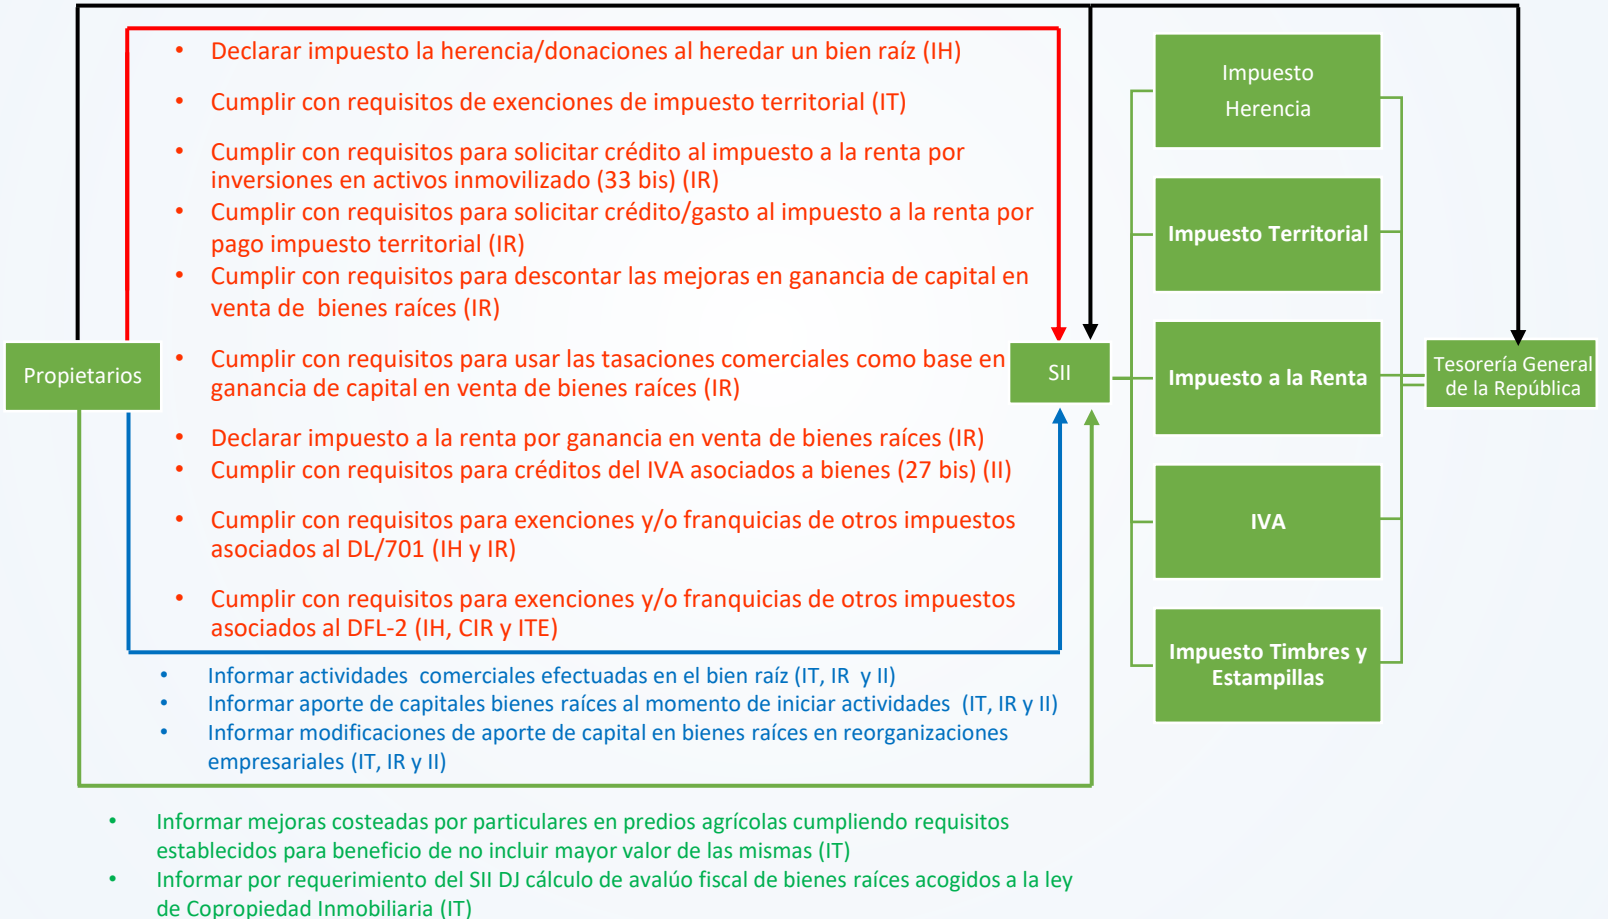 • Declarar impuesto la herencia/donaciones al heredar un bien raíz (IH)
• Cumplir con requisitos de exenciones de impuesto territorial (IT)
• Cumplir con requisitos para solicitar crédito al impuesto a la renta por
inversiones en activos inmovilizado (33 bis) (IR)
• Cumplir con requisitos para solicitar crédito/gasto al impuesto a la renta por
pago impuesto territorial (IR)
• Cumplir con requisitos para descontar las mejoras en ganancia de capital en
venta de  bienes raíces (IR)
• Cumplir con requisitos para usar las tasaciones comerciales como base en
ganancia de capital en venta de bienes raíces (IR)
• Declarar impuesto a la renta por ganancia en venta de bienes raíces (IR)
• Cumplir con requisitos para créditos del IVA asociados a bienes (27 bis) (II)
• Cumplir con requisitos para exenciones y/o franquicias de otros impuestos
asociados al DL/701 (IH y IR)
• Cumplir con requisitos para exenciones y/o franquicias de otros impuestos
asociados al DFL-2 (IH, CIR y ITE)
Propietarios
SII
Impuesto
Herencia
Impuesto Territorial
Impuesto a la Renta
IVA
Impuesto Timbres y
Estampillas
Tesorería General
de la República
• Informar actividades  comerciales efectuadas en el bien raíz (IT, IR  y II)
• Informar aporte de capitales bienes raíces al momento de iniciar actividades  (IT, IR y II)
• Informar modificaciones de aporte de capital en bienes raíces en reorganizaciones
empresariales (IT, IR y II)
• Informar mejoras costeadas por particulares en predios agrícolas cumpliendo requisitos
establecidos para beneficio de no incluir mayor valor de las mismas (IT)
• Informar por requerimiento del SII DJ cálculo de avalúo fiscal de bienes raíces acogidos a la ley
de Copropiedad Inmobiliaria (IT)